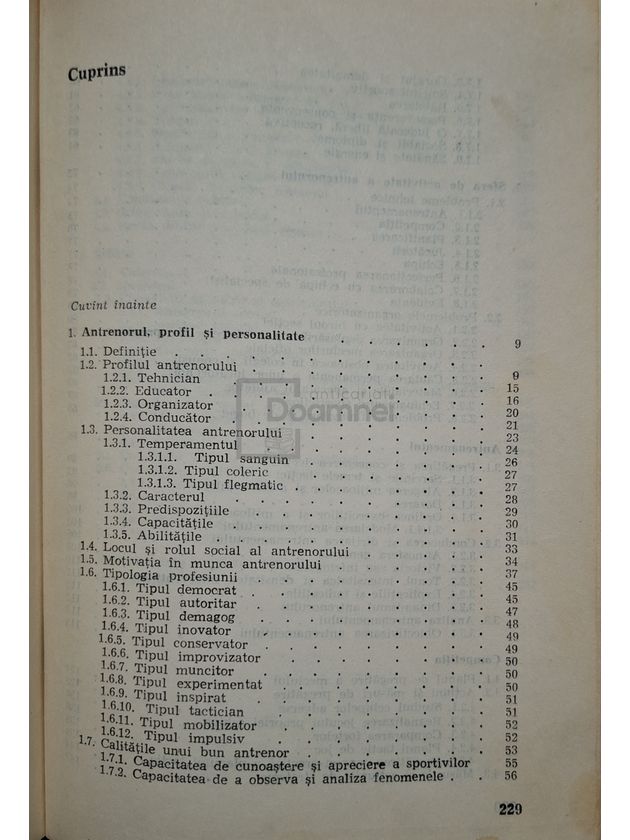 Cuprins
Cuvînt înainte
1. Antrenorul, profil și personalitate . . . . . . 9
1.1. Definiție . . . . . . . . . .
1.2. Profilul antrenorului . . . . . . . . 9
1.2.1. Tehnician . . . . . . . . 15
1.2.2. Educator . . . . . . . . . 16
1.2.3. Organizator . . . . . . . . 20
1.2.4. Conducător . . . . . . . . 21
1.3. Personalitatea antrenorului . . . . . . 23
1.3.1. Temperamentul . . . . . . . 24
1.3.1.1. Tipul sanguin . . . . . . 26
1.3.1.2. Tipul coleric . . . . . . 27
1.3.1.3. Tipul flegmatic . . . . . . 27
1.3.2. Caracterul . . . . . . . . 28
1.3.3. Predispozițiile . . . . . . . 29
1.3.4. Capacitățile . . . . . . . . 30
1.3.5. Abilitățile . . . . . . . . 31
1.4. Locul și rolul social al antrenorului . . . . 33
1.5. Motivația în munca antrenorului . . . . . 34
1.6. Tipologia profesiunii . . . . . . . 37
1.6.1. Tipul democrat . . . . . . . 45
1.6.2. Tipul autoritar . . . . . . . 45
1.6.3. Tipul demagog . . . . . . . 47
1.6.4. Tipul inovator . . . . . . . 48
1.6.5. Tipul conservator . . . . . . 49
1.6.6. Tipul improvizator . . . . . . 49
1.6.7. Tipul muncitor . . . . . . . 50
1.6.8. Tipul experimentat . . . . . . 50
1.6.9. Tipul inspirat . . . . . . . 51
1.6.10. Tipul tactician . . . . . . . 51
1.6.11. Tipul mobilizator . . . . . . 52
1.6.12. Tipul impulsiv . . . . . . . 52
1.7. Calitățile unui bun antrenor . . . . . . 53
1.7.1. Capacitatea de cunoaștere și apreciere a sportivilor 55
1.7.2. Capacitatea de a observa și analiza fenomenele . . 56
229
anticariat
Doamnei